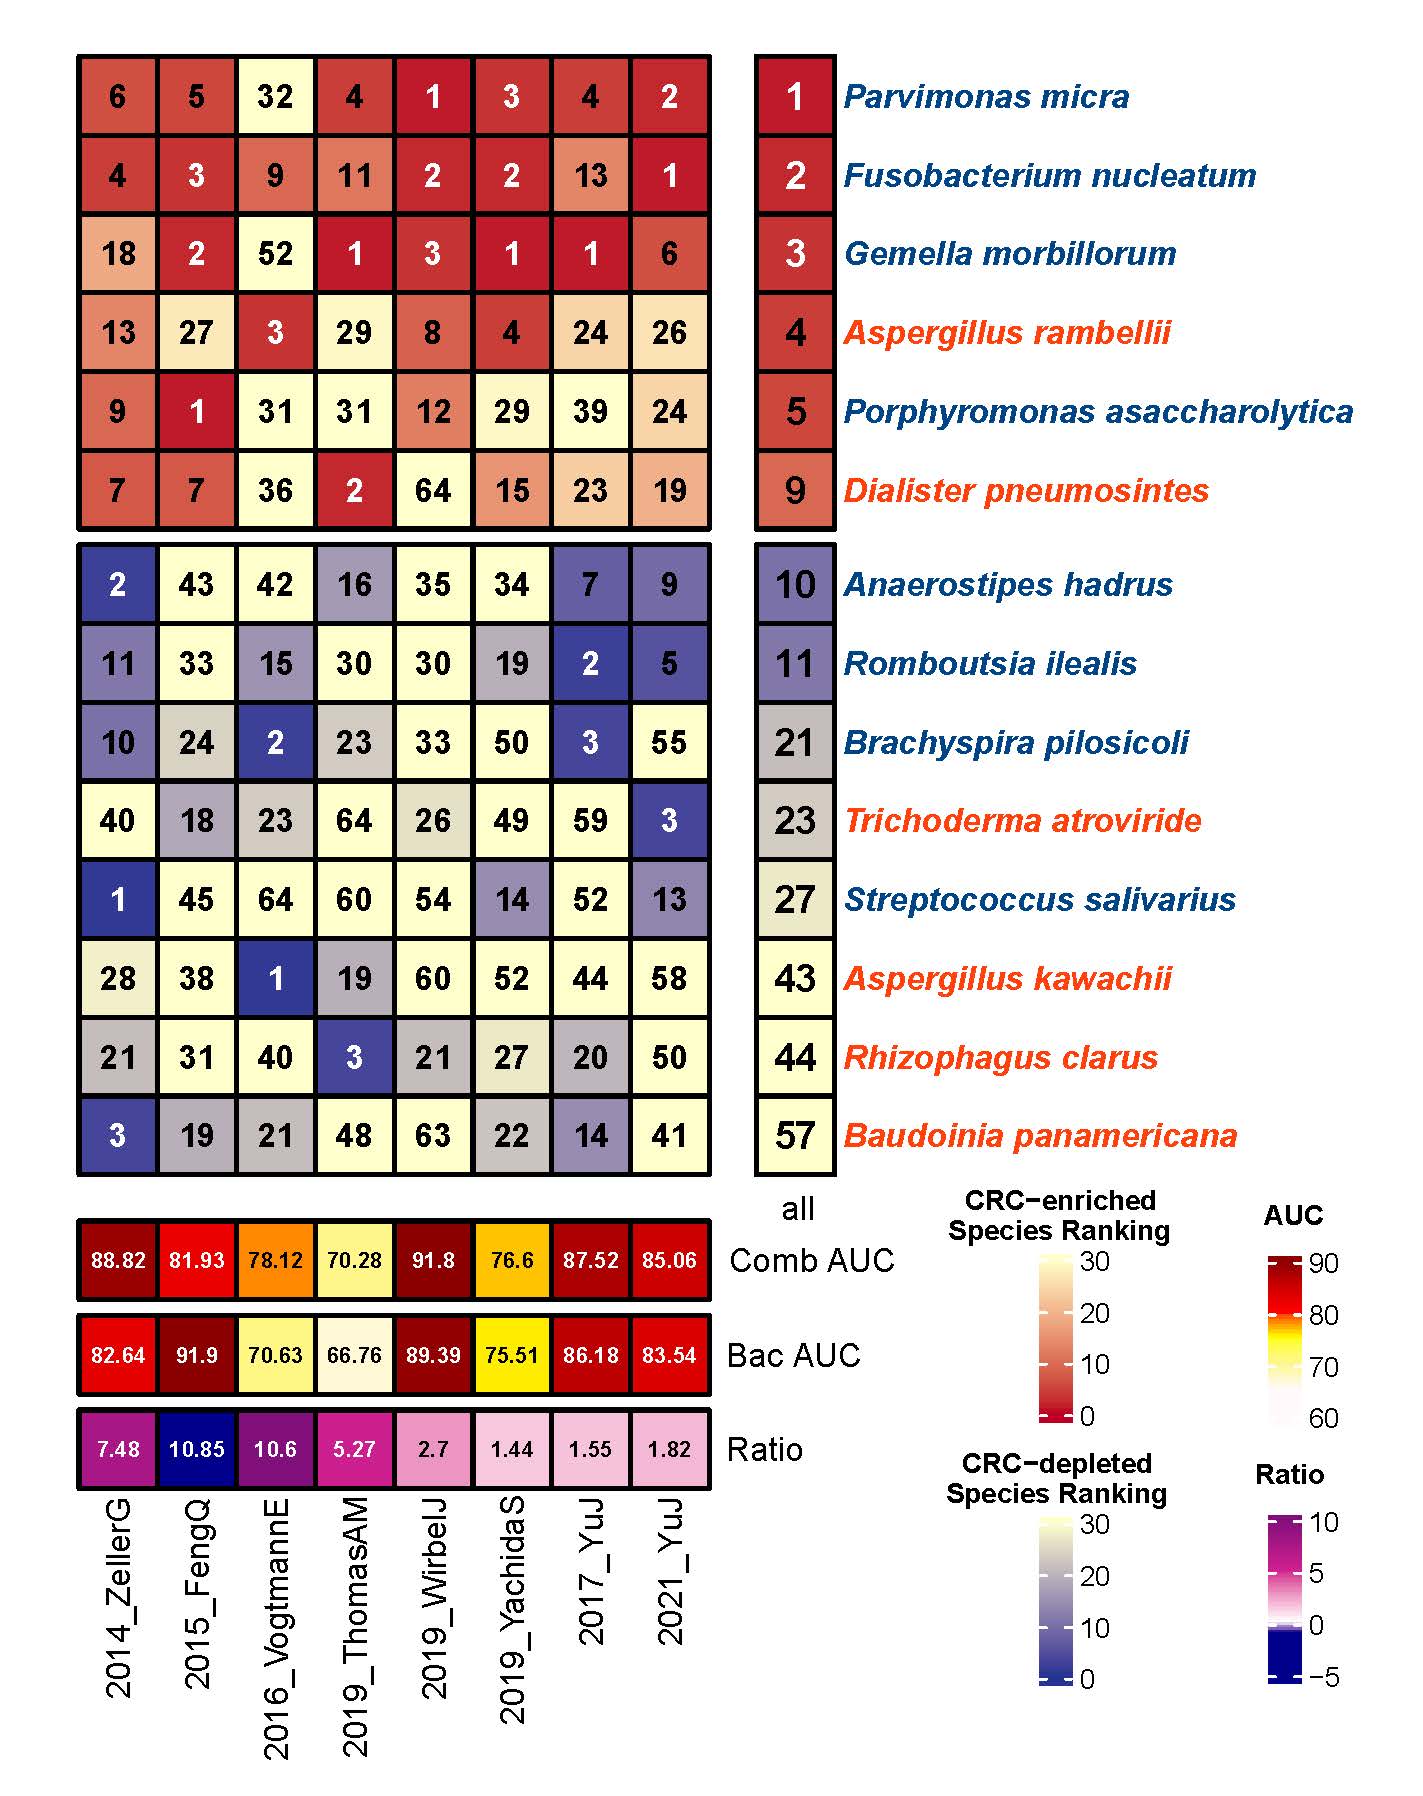 6 5 32 4 1 3 4 2 1 Parvimonas micra
4 3 9 11 2 2 13 1 2 Fusobacterium nucleatum
18 2 52 1 3 1 1 6 3 Gemella morbillorum
13 27 3 29 8 4 24 26 4 Aspergillus rambellii
9 1 31 31 12 29 39 24 5 Porphyromonas asaccharolytica
7 7 36 2 64 15 23 19 9 Dialister pneumosintes
2 43 42 16 35 34 7 9 10 Anaerostipes hadrus
11 33 15 30 30 19 2 5 11 Romboutsia ilealis
10 24 2 23 33 50 3 55 21 Brachyspira pilosicoli
40 18 23 64 26 49 59 3 23 Trichoderma atroviride
1 45 64 60 54 14 52 13 27 Streptococcus salivarius
28 38 1 19 60 52 44 58 43 Aspergillus kawachii
21 31 40 3 21 27 20 50 44 Rhizophagus clarus
3 19 21 48 63 22 14 41 57 Baudoinia panamericana
all
88.82 81.93 78.12 70.28 91.8 76.6 87.52 85.06 Comb AUC
82.64 91.9 70.63 66.76 89.39 75.51 86.18 83.54 Bac AUC
7.48 10.85 10.6 5.27 2.7 1.44 1.55 1.82 Ratio
2014_ZellerG
2015_FengQ
2016_VogtmannE
2019_ThomasAM
2019_WirbelJ
2019_YachidaS
2017_YuJ
2021_YuJ
CRC−enriched
Species Ranking
30
20
10
0
AUC
90
80
70
60
CRC−depleted
Species Ranking
30
20
10
0
Ratio
10
5
0
−5